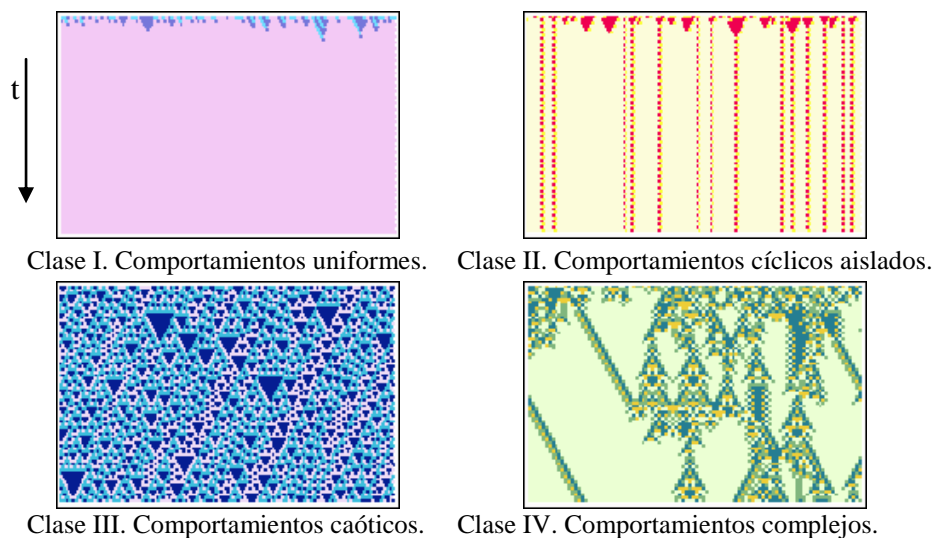 t
Clase I. Comportamientos uniformes.
Clase II. Comportamientos cíclicos aislados.
Clase III. Comportamientos caóticos.
Clase IV. Comportamientos complejos.